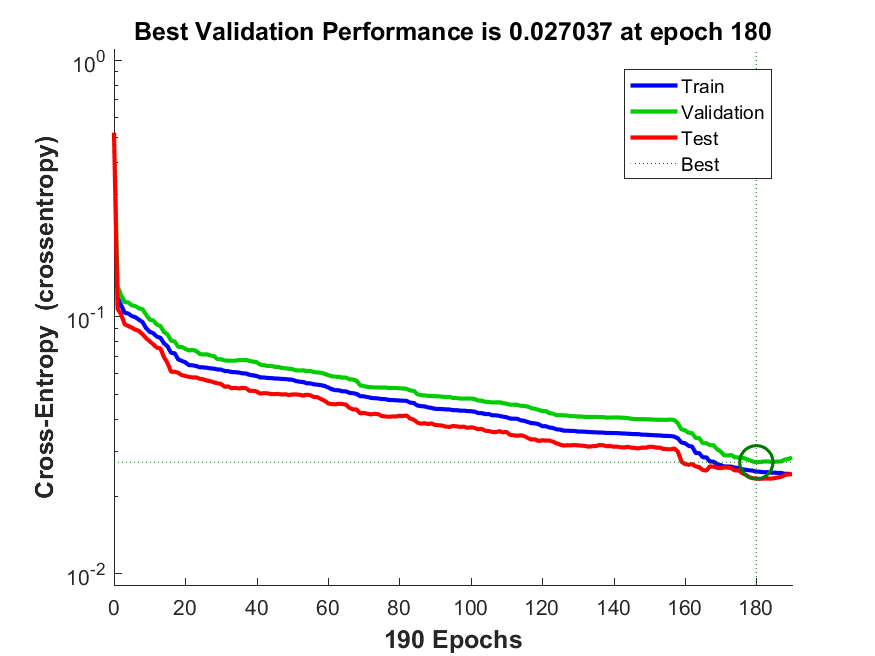 Best Validation Performance is 0.027037 at epoch 180
10^0
Train
Validation
Test
Best
10^-1
Cross-Entropy (crossentropy)
10^-2
0 20 40 60 80 100 120 140 160 180
190 Epochs